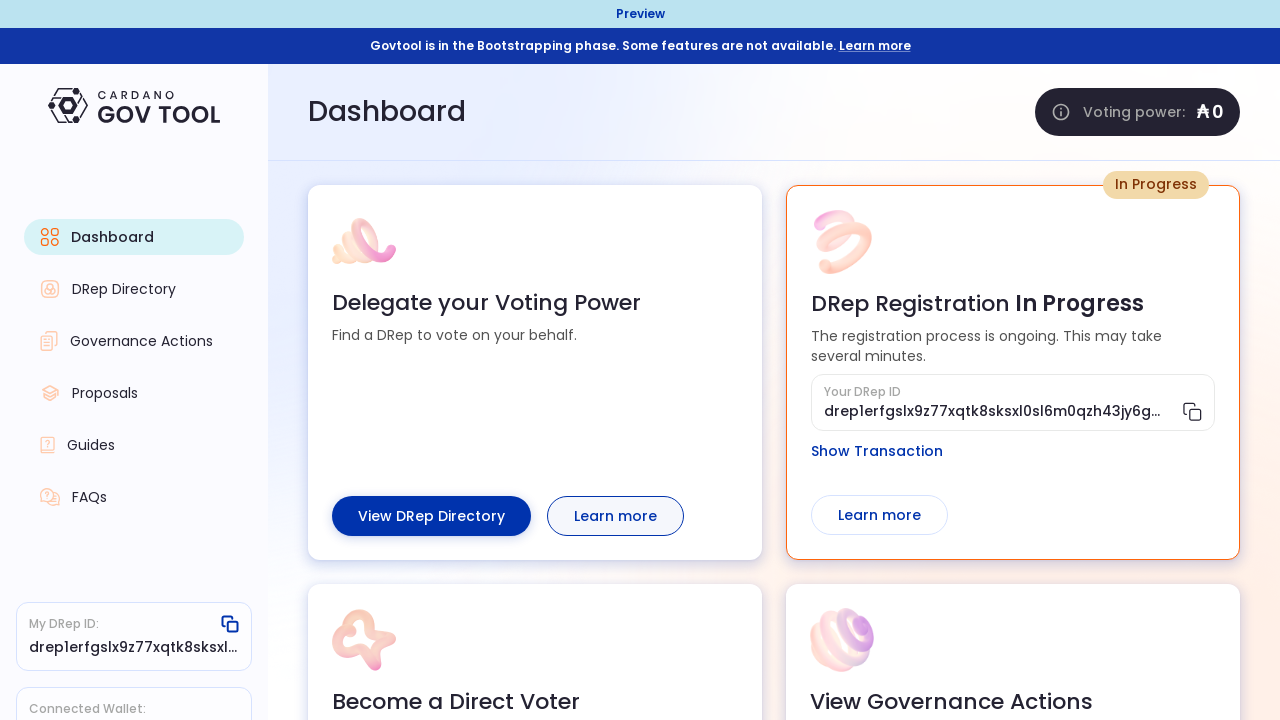 Preview
Govtool is in the Bootstrapping phase. Some features are not available. Learn more
CARDANO
GOV TOOL
Dashboard
DRep Directory
Governance Actions
Proposals
Guides
FAQs
My DRep ID:
drep1erfgslx9z77xqtk8sksxl...
Connected Wallet:
Dashboard
Voting power: ₳ 0
Delegate your Voting Power
Find a DRep to vote on your behalf.
View DRep Directory
Learn more
In Progress
DRep Registration In Progress
The registration process is ongoing. This may take
several minutes.
Your DRep ID
drep1erfgslx9z77xqtk8sksxl0sl6m0qzh43jy6g...
Show Transaction
Learn more
Become a Direct Voter
View Governance Actions